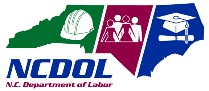 NCDOL
N.C. Department of Labor